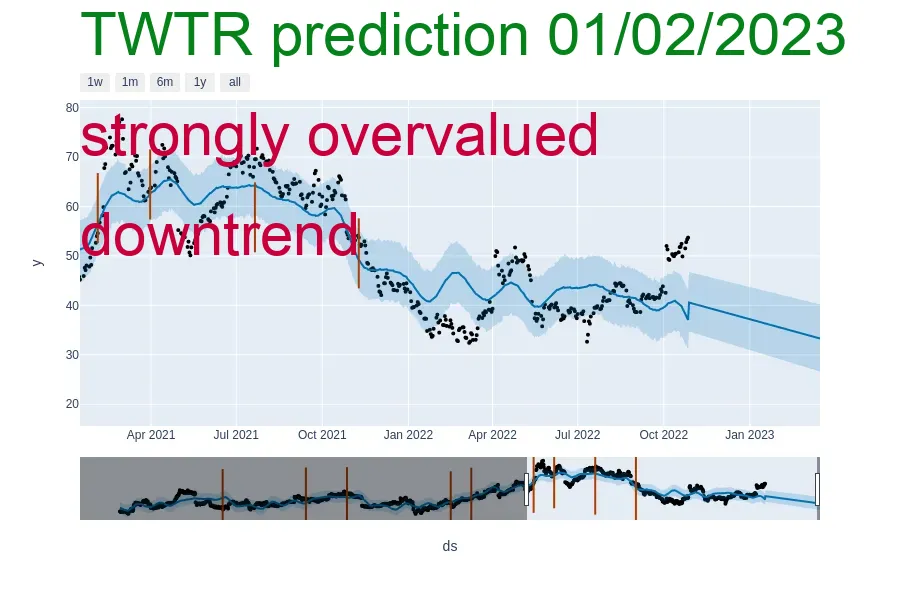 TWTR prediction 01/02/2023
1w 1m 6m 1y all
80
strongly overvalued
70
60
downtrend
50
y
40
30
20
Apr 2021 Jul 2021 Oct 2021 Jan 2022 Apr 2022 Jul 2022 Oct 2022 Jan 2023
ds